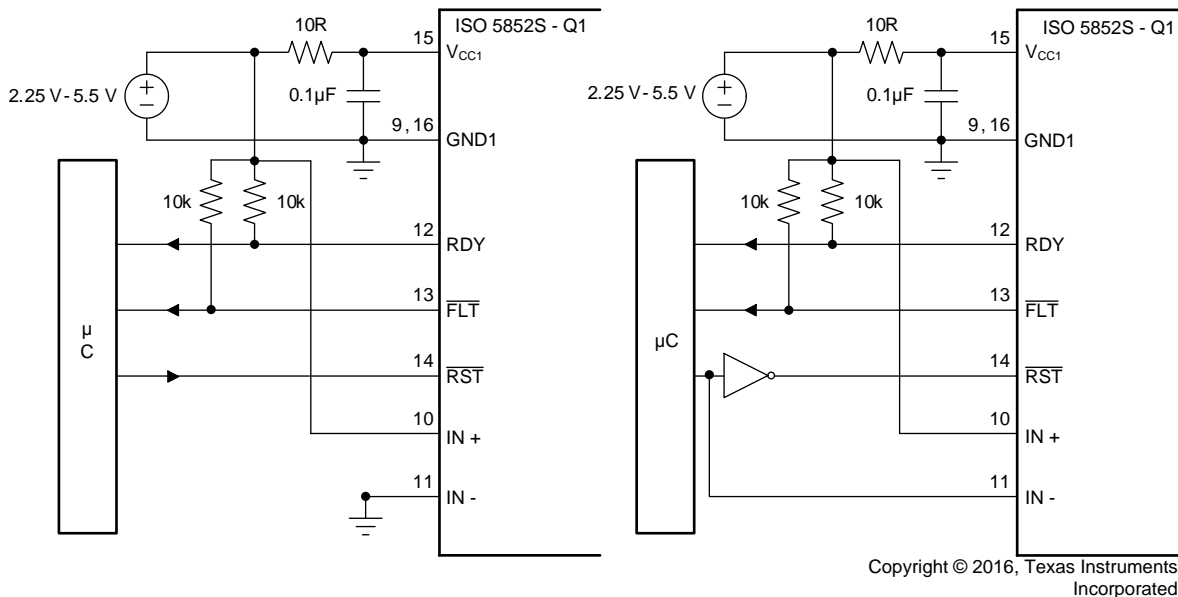 ISO 5852S - Q1
10R
15
VCC1
2.25 V - 5.5 V
0.1µF
9, 16
GND1
10k
10k
12
RDY
13
FLT
µ
C
14
RST
10
IN +
11
IN -
ISO 5852S - Q1
10R
15
VCC1
2.25 V - 5.5 V
0.1µF
9, 16
GND1
10k
10k
12
RDY
13
FLT
µC
14
RST
10
IN +
11
IN -
Copyright © 2016, Texas Instruments
Incorporated